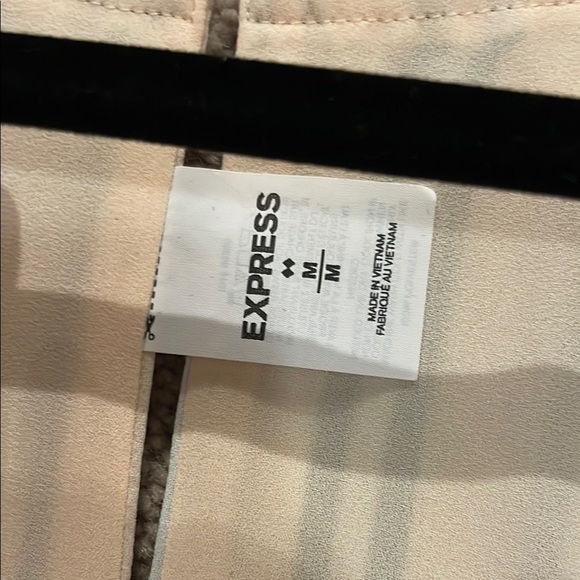 EXPRESS
M
M
MADE IN VIETNAM
FABRIQUÉ AU VIETNAM